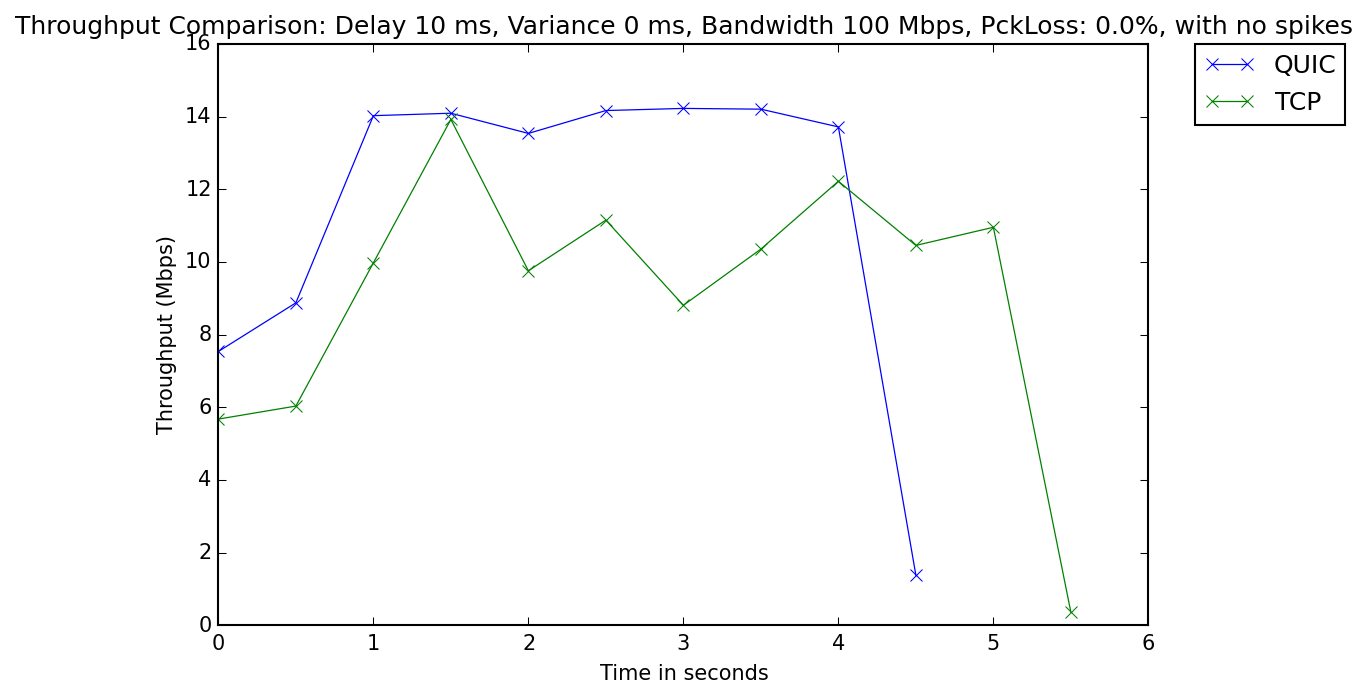 Throughput Comparison: Delay 10 ms, Variance 0 ms, Bandwidth 100 Mbps, PckLoss: 0.0%, with no spikes
QUIC
TCP
16
14
12
10
8
6
4
2
0
Throughput (Mbps)
0 1 2 3 4 5 6
Time in seconds